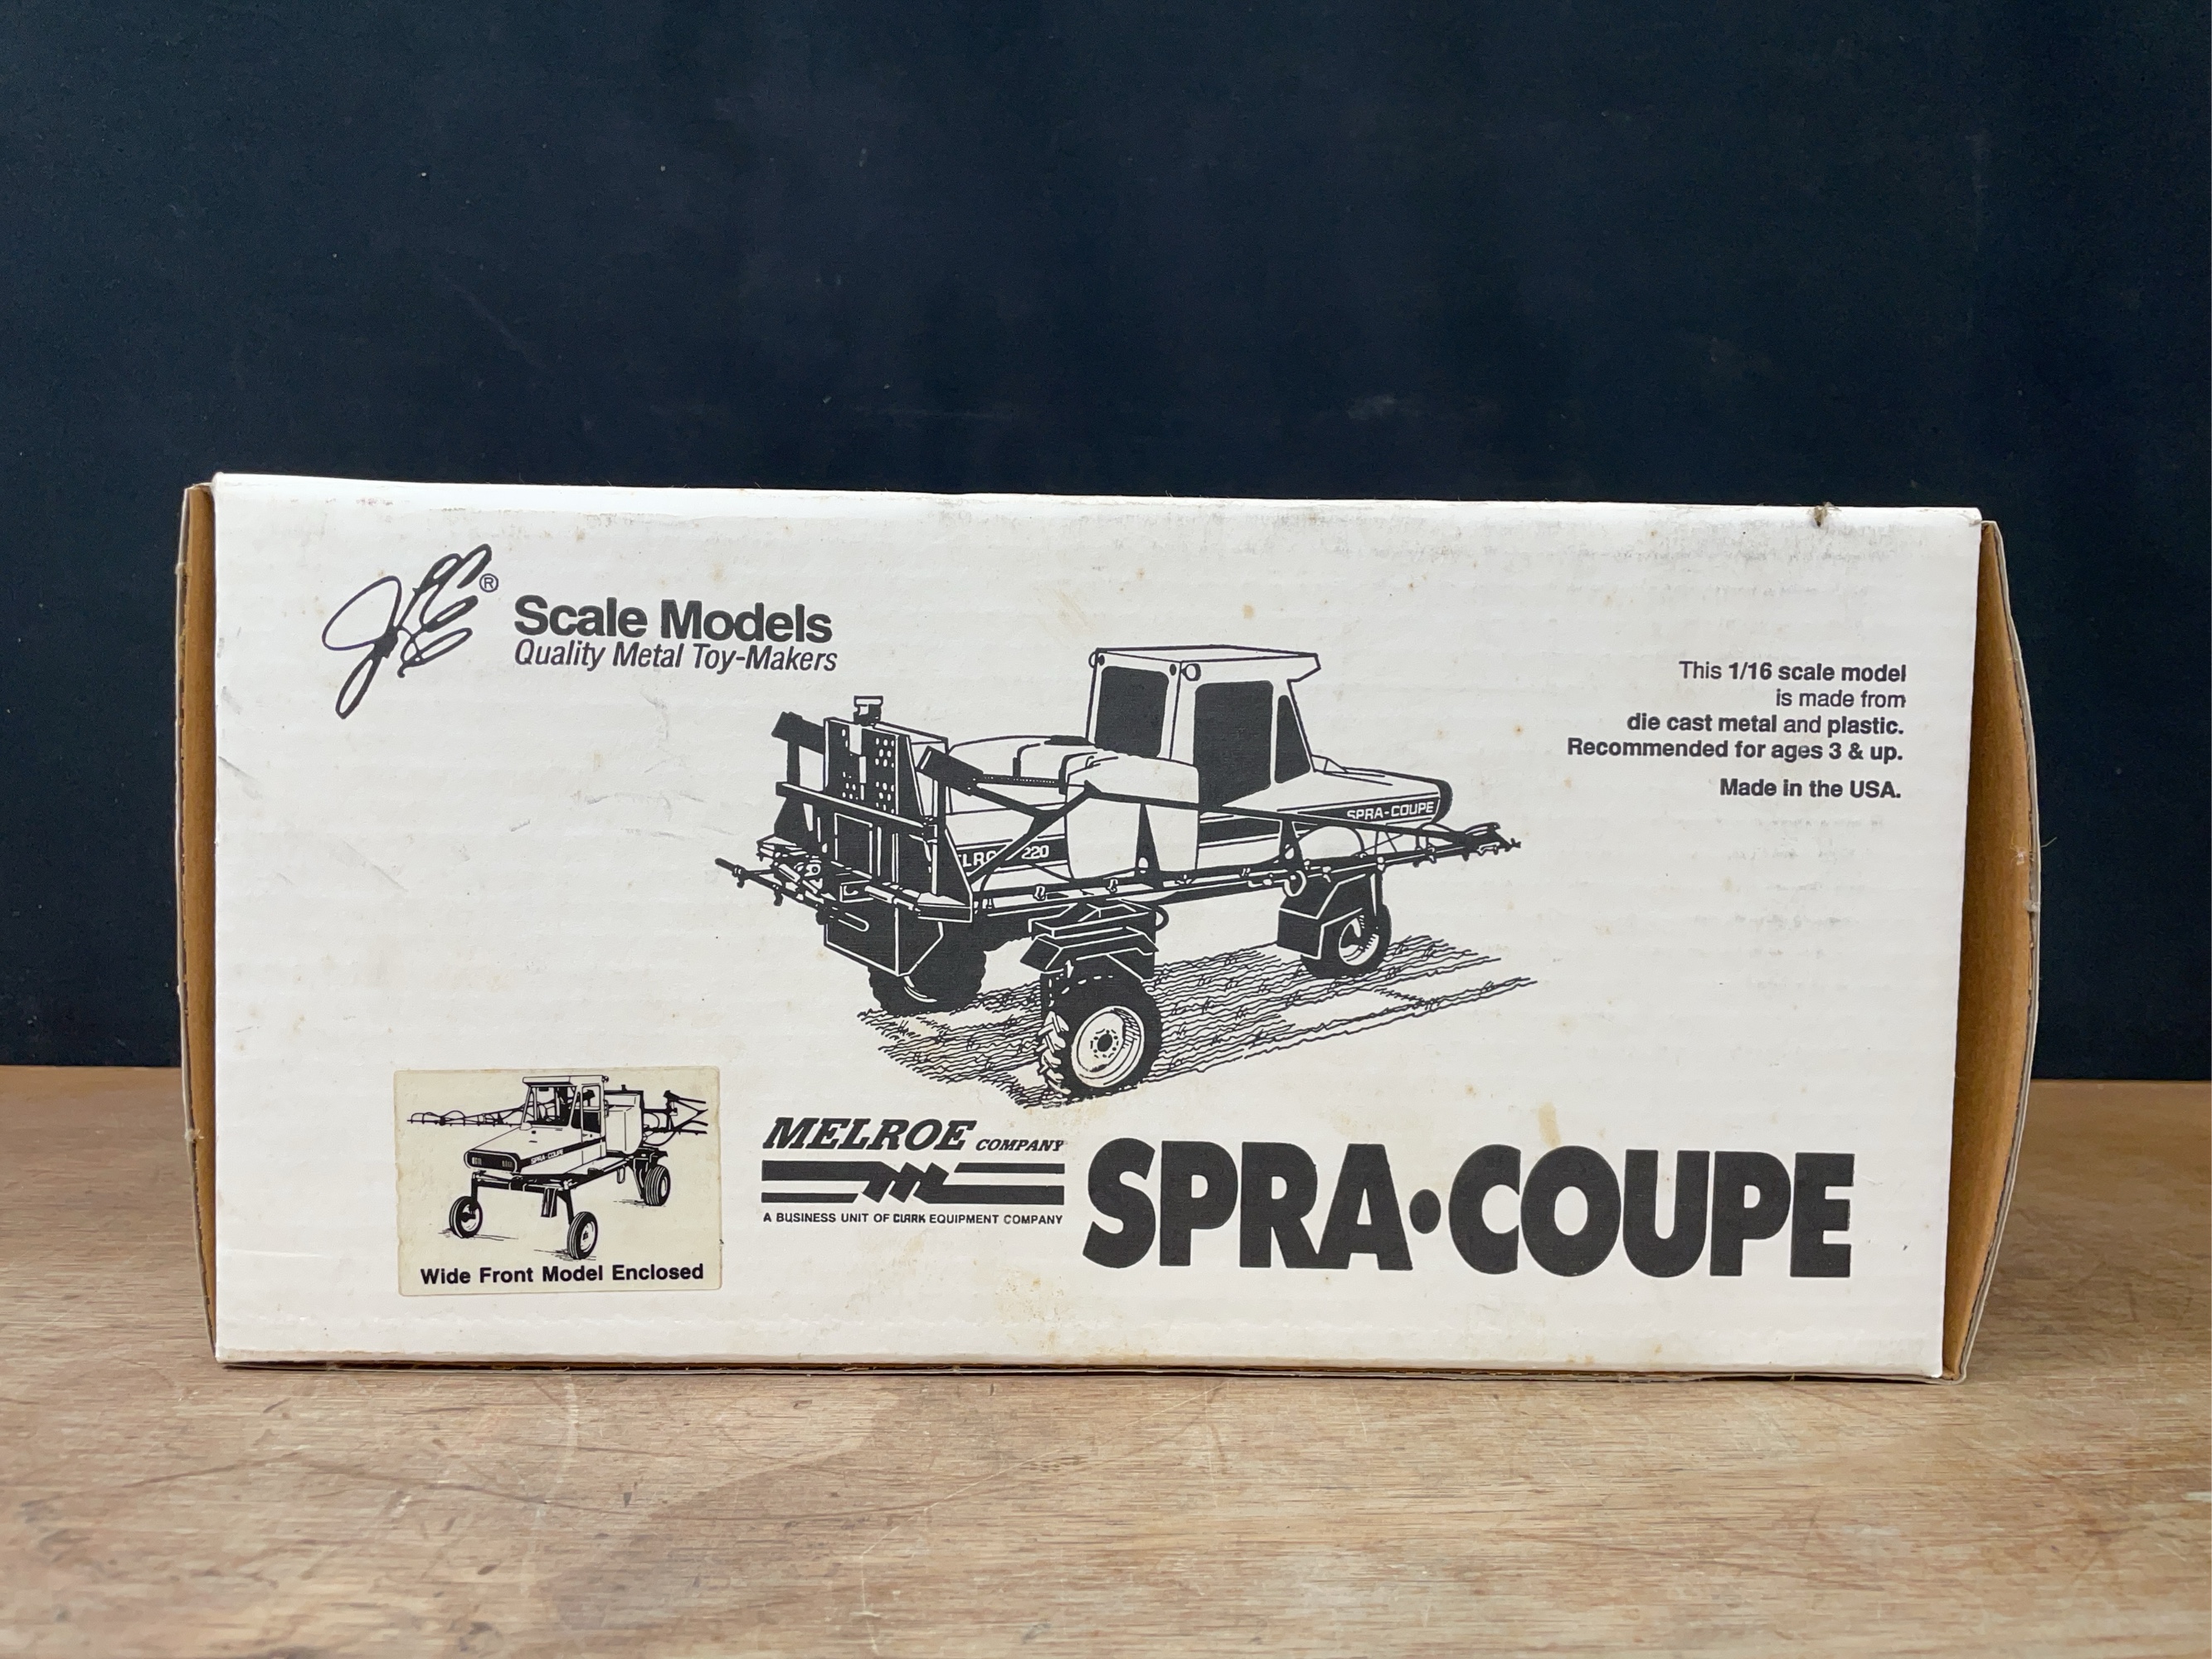 ®
Scale Models
Quality Metal Toy-Makers
This 1/16 scale model
is made from
die cast metal and plastic.
Recommended for ages 3 & up.
Made in the USA.
SPRA-COUPE
220
SPRA-COUPE
Wide Front Model Enclosed
MELROE COMPANY
A BUSINESS UNIT OF CLARK EQUIPMENT COMPANY
SPRA•COUPE